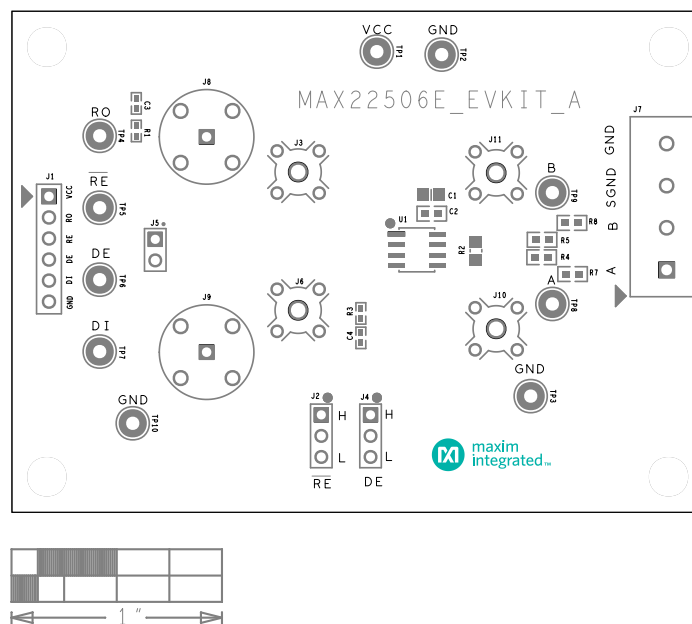 VCC
GND
TP1
TP2
MAX22506E_EVKIT_A
J8
J7
C3
R1
RO
TP4
J3
J11
GND
SGND
B
A
J1
VCC
RO
RE
DE
DI
GND
RE
TP5
J5
C1
C2
U1
B
TP9
R8
R5
R4
R7
R2
DE
TP6
A
TP8
J9
J6
J10
R3
C4
DI
TP7
GND
TP10
GND
TP3
J2
J4
H
H
L
L
RE
DE
maxim
integrated™
1 "